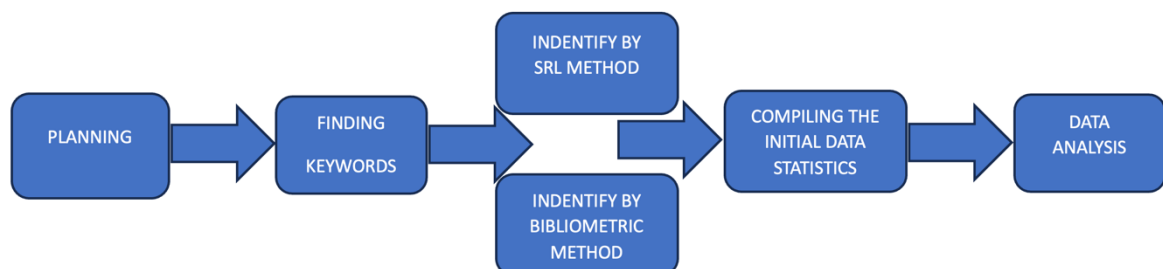 PLANNING
FINDING
KEYWORDS
INDENTIFY BY
SRL METHOD
INDENTIFY BY
BIBLIOMETRIC
METHOD
COMPILING THE
INITIAL DATA
STATISTICS
DATA
ANALYSIS